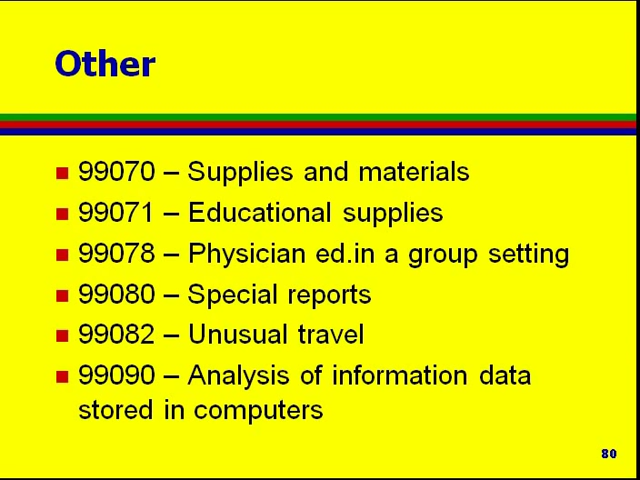 Other
99070 – Supplies and materials
99071 – Educational supplies
99078 – Physician ed.in a group setting
99080 – Special reports
99082 – Unusual travel
99090 – Analysis of information data
stored in computers
80